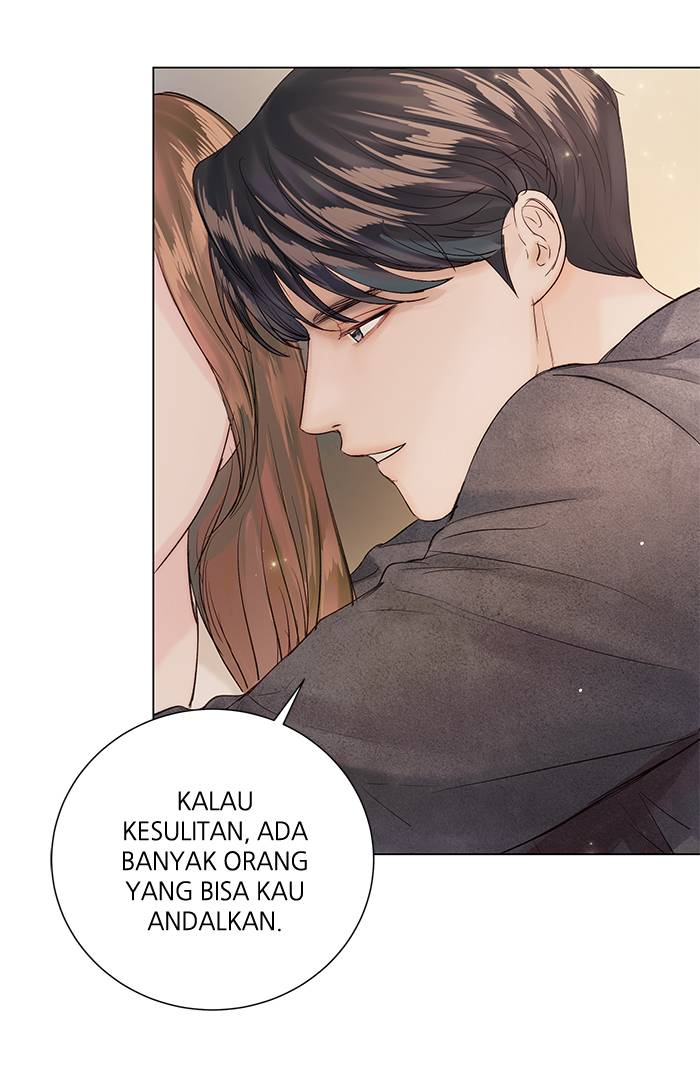 KALAU
KESULITAN, ADA
BANYAK ORANG
YANG BISA KAU
ANDALKAN.